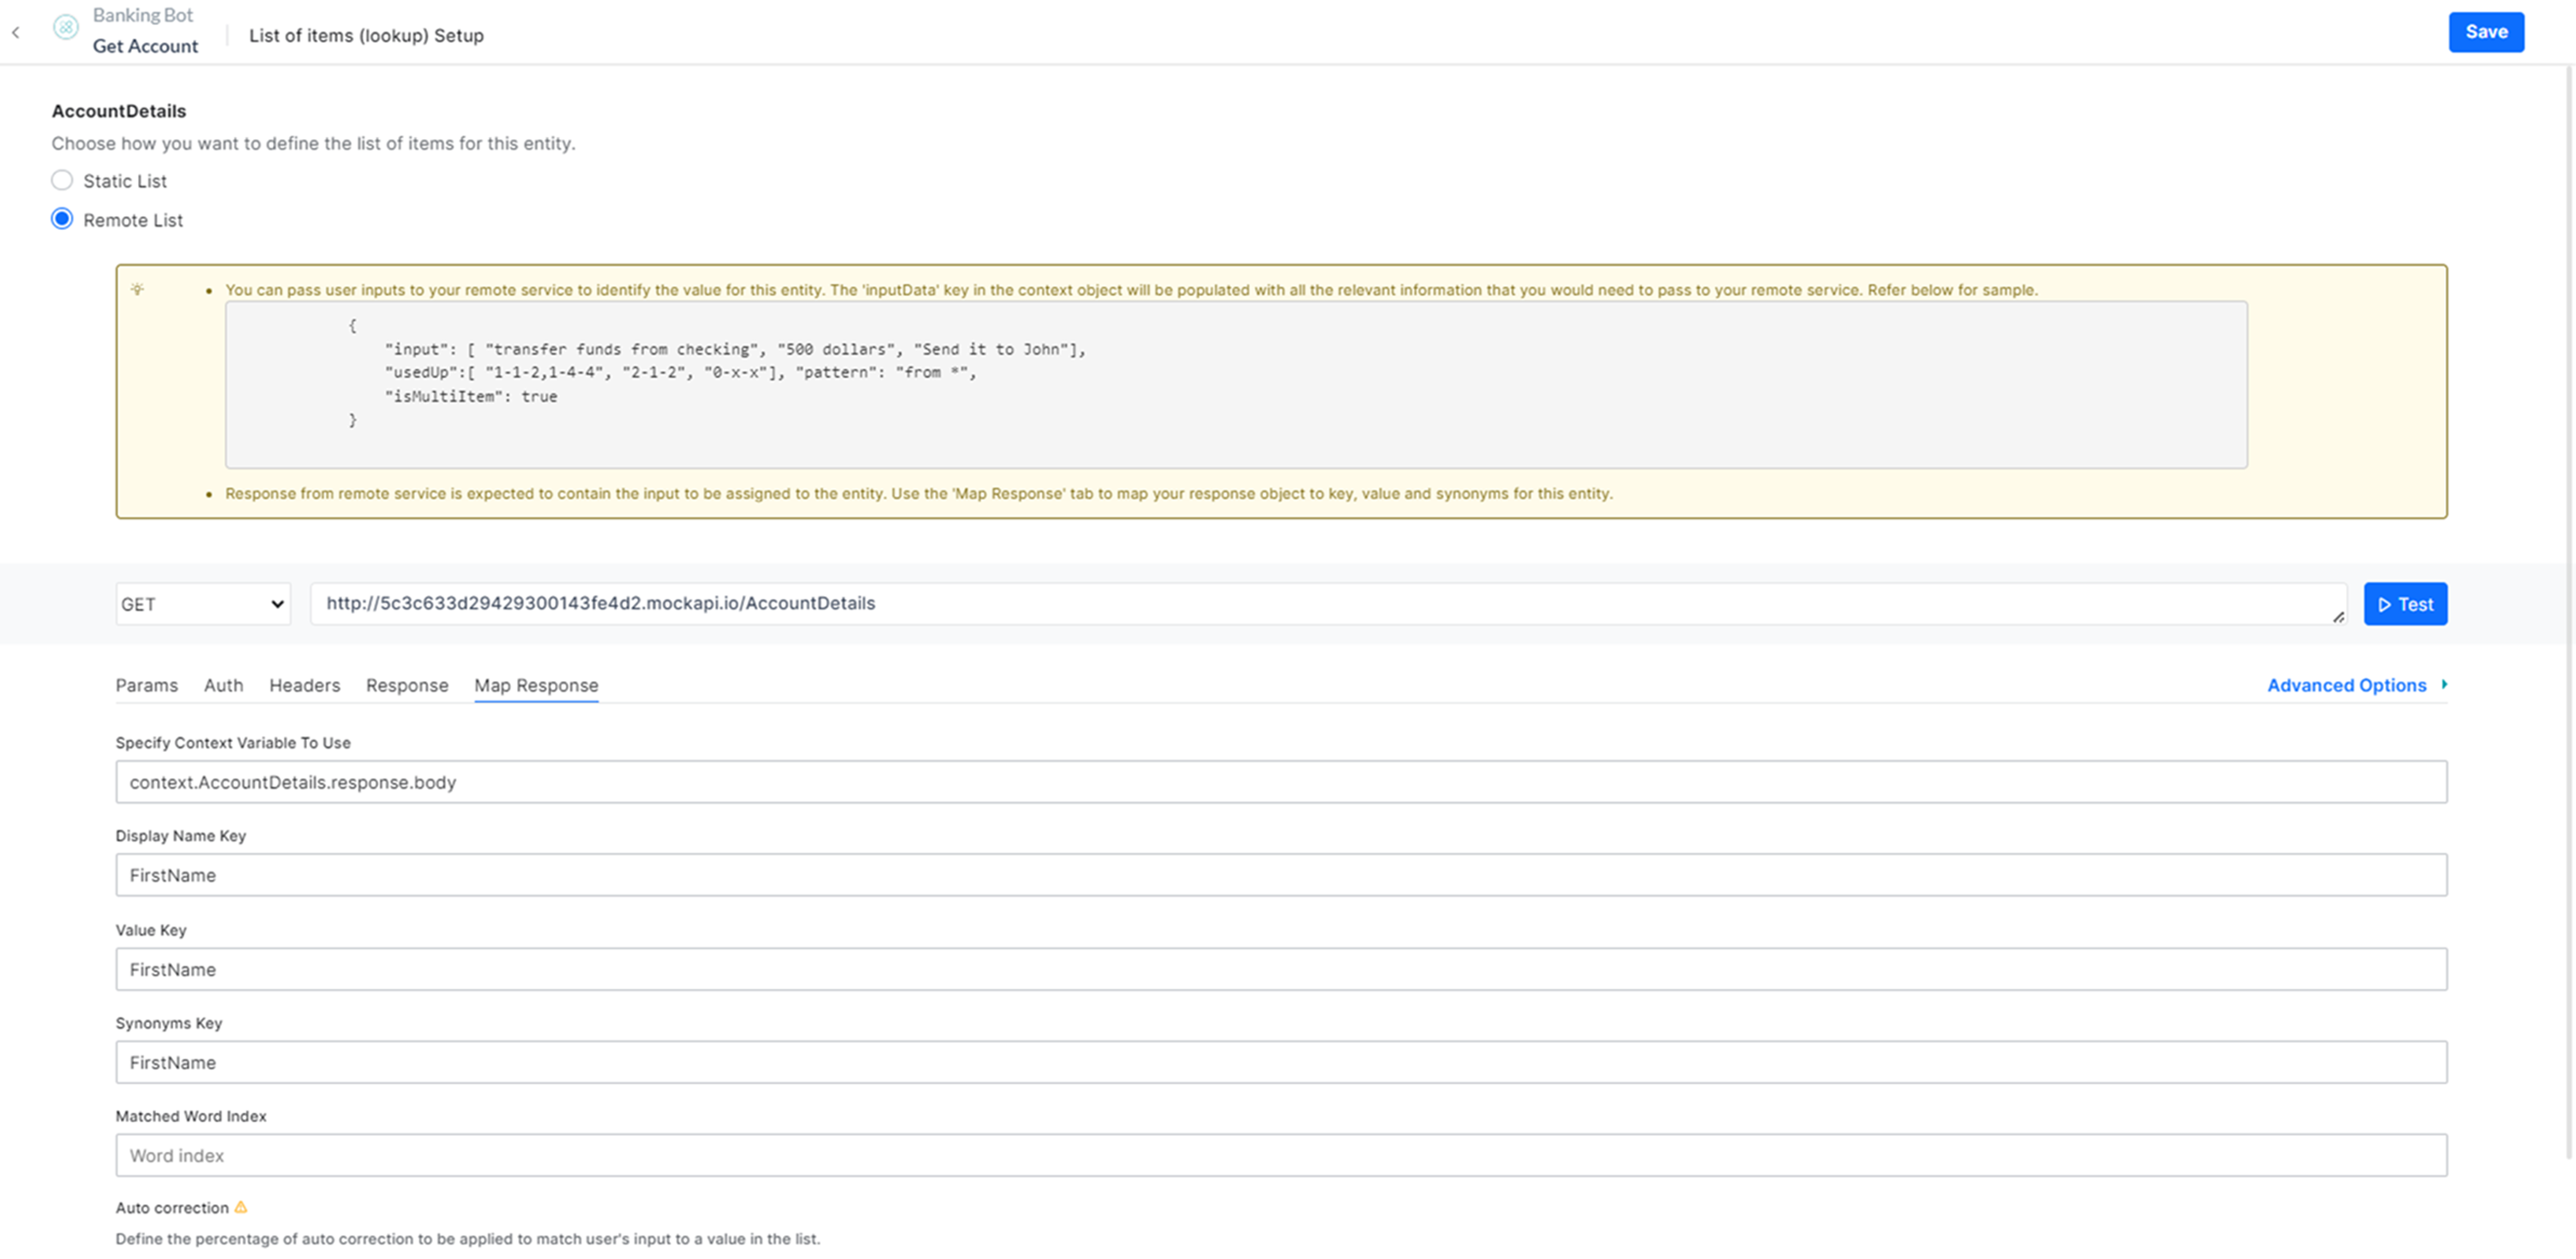 Banking Bot
Get Account
List of items (lookup) Setup
Save
AccountDetails
Choose how you want to define the list of items for this entity.
Static List
Remote List
• You can pass user inputs to your remote service to identify the value for this entity. The 'inputData' key in the context object will be populated with all the relevant information that you would need to pass to your remote service. Refer below for sample.
{
"input": [ "transfer funds from checking", "500 dollars", "Send it to John"],
"usedUp":[ "1-1-2,1-4-4", "2-1-2", "0-x-x"], "pattern": "from *",
"isMultiItem": true
}
• Response from remote service is expected to contain the input to be assigned to the entity. Use the 'Map Response' tab to map your response object to key, value and synonyms for this entity.
GET
http://5c3c633d29429300143fe4d2.mockapi.io/AccountDetails
Test
Params Auth Headers Response Map Response
Advanced Options
Specify Context Variable To Use
context.AccountDetails.response.body
Display Name Key
FirstName
Value Key
FirstName
Synonyms Key
FirstName
Matched Word Index
Word index
Auto correction
Define the percentage of auto correction to be applied to match user's input to a value in the list.